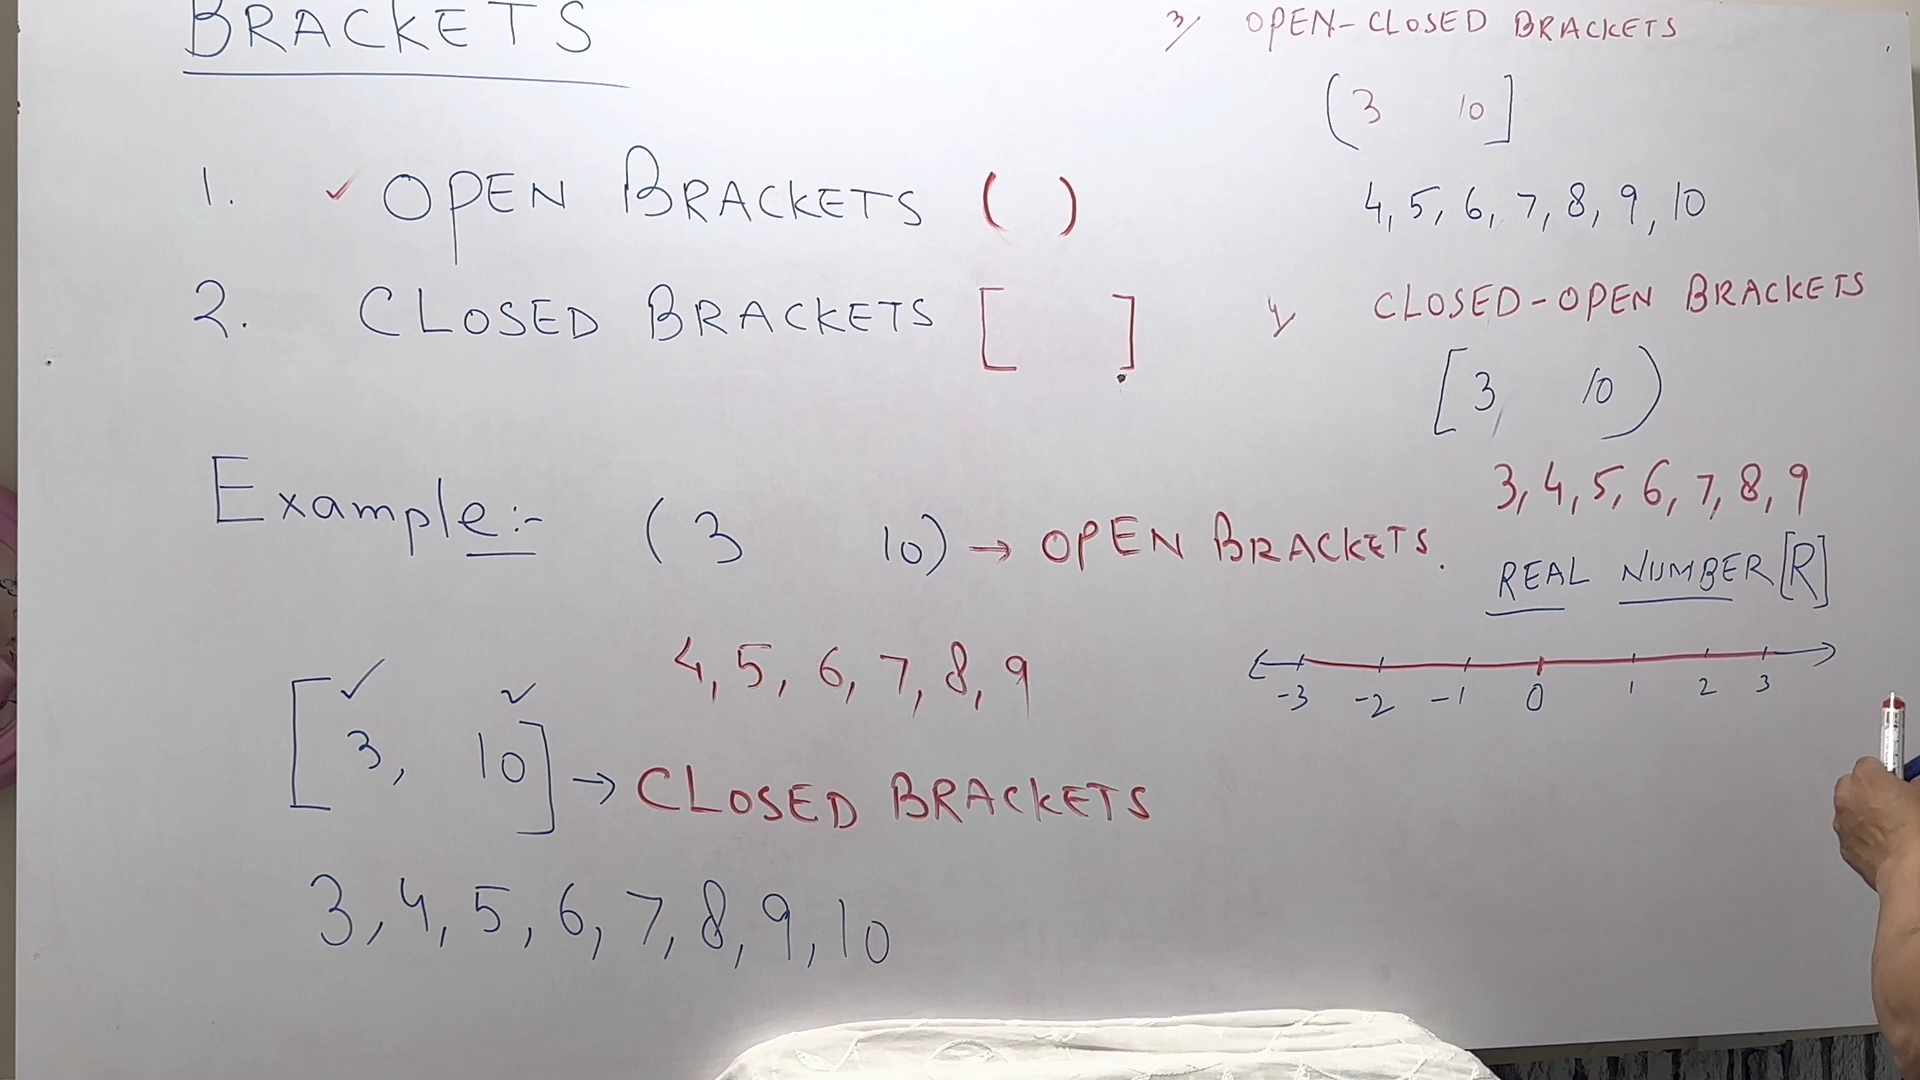 BRACKETS
1. ✓ OPEN BRACKETS ( )
2. CLOSED BRACKETS [ ]
Example:-
(3 10) → OPEN BRACKETS.
4, 5, 6, 7, 8, 9
✓ ✓
[3, 10] → CLOSED BRACKETS
3, 4, 5, 6, 7, 8, 9, 10
3) OPEN-CLOSED BRACKETS
(3 10]
4, 5, 6, 7, 8, 9, 10
CLOSED-OPEN BRACKETS
[3, 10)
3, 4, 5, 6, 7, 8, 9
REAL NUMBER [R]
-3 -2 -1 0 1 2 3